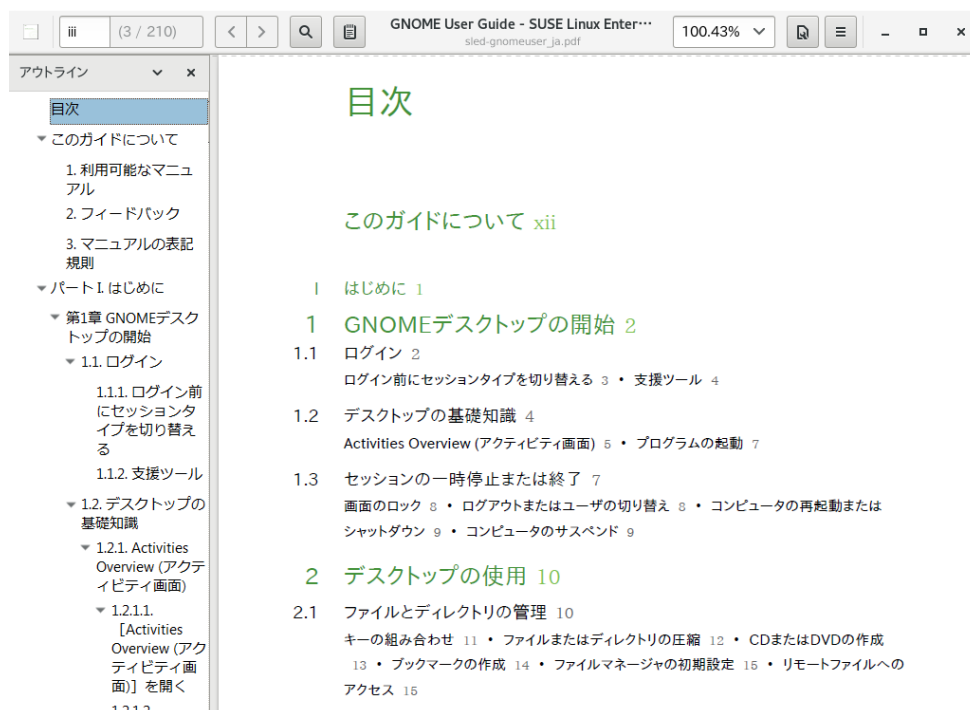 iii
(3 / 210)
GNOME User Guide - SUSE Linux Enter…
sled-gnomeuser_ja.pdf
100.43%
アウトライン
目次
このガイドについて
1. 利用可能なマニュ
アル
2. フィードバック
3. マニュアルの表記
規則
パート I. はじめに
第1章 GNOMEデスク
トップの開始
1.1. ログイン
1.1.1. ログイン前
にセッションタ
イプを切り替え
る
1.1.2. 支援ツール
1.2. デスクトップの
基礎知識
1.2.1. Activities
Overview (アクテ
ィビティ画面)
1.2.1.1.
［Activities
Overview (アク
ティビティ画
面)］を開く
目次
このガイドについて xii
I はじめに 1
1 GNOMEデスクトップの開始 2
1.1 ログイン 2
ログイン前にセッションタイプを切り替える 3 • 支援ツール 4
1.2 デスクトップの基礎知識 4
Activities Overview (アクティビティ画面) 5 • プログラムの起動 7
1.3 セッションの一時停止または終了 7
画面のロック 8 • ログアウトまたはユーザの切り替え 8 • コンピュータの再起動または
シャットダウン 9 • コンピュータのサスペンド 9
2 デスクトップの使用 10
2.1 ファイルとディレクトリの管理 10
キーの組み合わせ 11 • ファイルまたはディレクトリの圧縮 12 • CDまたはDVDの作成
13 • ブックマークの作成 14 • ファイルマネージャの初期設定 15 • リモートファイルへの
アクセス 15